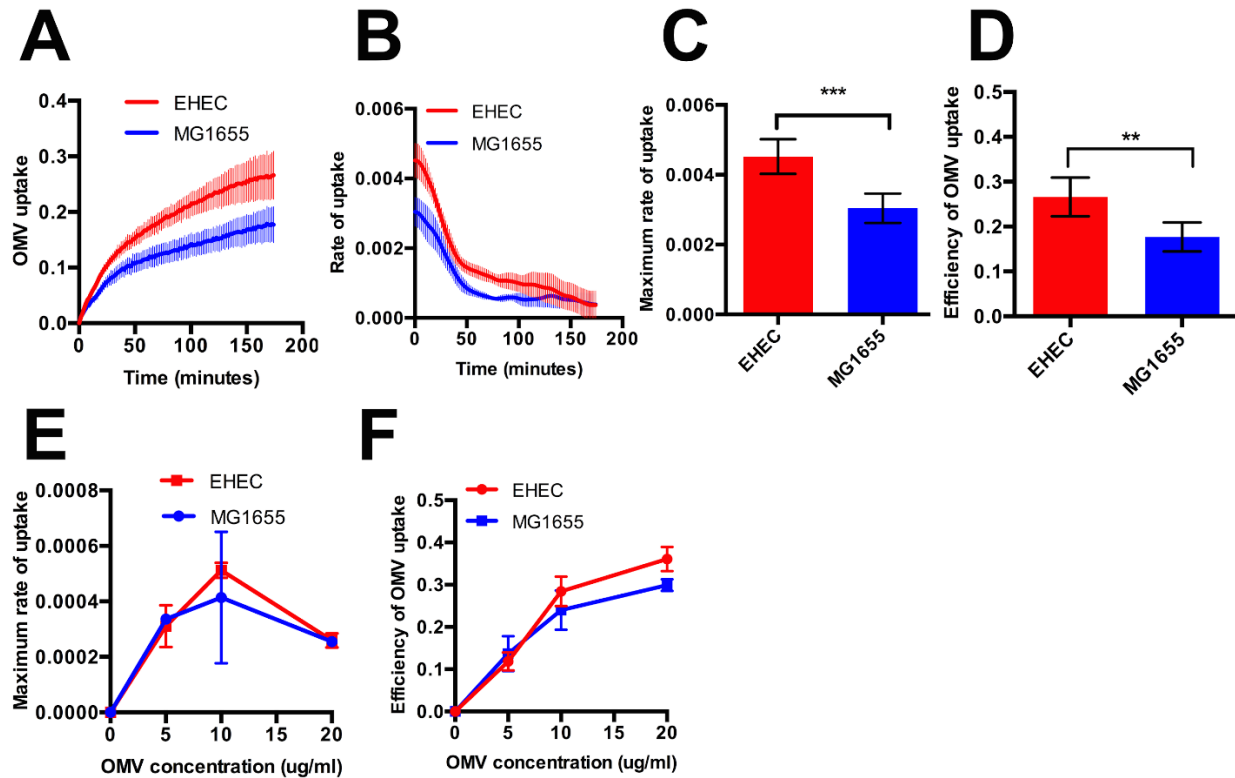 A
OMV uptake
0.4
0.3
0.2
0.1
0.0
EHEC
MG1655
0 50 100 150 200
Time (minutes)
B
Rate of uptake
0.006
0.004
0.002
0.000
EHEC
MG1655
0 50 100 150 200
Time (minutes)
C
Maximum rate of uptake
0.006
0.004
0.002
0.000
***
EHEC
MG1655
D
Efficiency of OMV uptake
0.5
0.4
0.3
0.2
0.1
0.0
**
EHEC
MG1655
E
Maximum rate of uptake
0.0008
0.0006
0.0004
0.0002
0.0000
EHEC
MG1655
0 5 10 15 20
OMV concentration (ug/ml)
F
Efficiency of OMV uptake
0.5
0.4
0.3
0.2
0.1
0.0
EHEC
MG1655
0 5 10 15 20
OMV concentration (ug/ml)